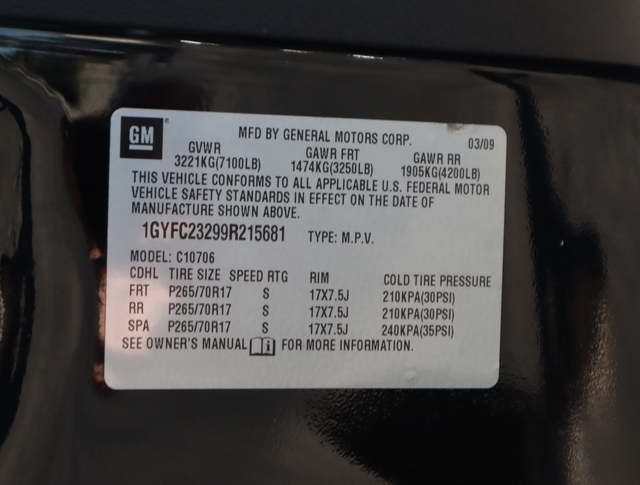 GM
MFD BY GENERAL MOTORS CORP. 03/09
GVWR GAWR FRT GAWR RR
3221KG(7100LB) 1474KG(3250LB) 1905KG(4200LB)
THIS VEHICLE CONFORMS TO ALL APPLICABLE U.S. FEDERAL MOTOR
VEHICLE SAFETY STANDARDS IN EFFECT ON THE DATE OF
MANUFACTURE SHOWN ABOVE.
1GYFC23299R215681 TYPE: M.P.V.
MODEL: C10706
CDHL TIRE SIZE SPEED RTG RIM COLD TIRE PRESSURE
FRT P265/70R17 S 17X7.5J 210KPA(30PSI)
RR P265/70R17 S 17X7.5J 210KPA(30PSI)
SPA P265/70R17 S 17X7.5J 240KPA(35PSI)
SEE OWNER'S MANUAL FOR MORE INFORMATION.